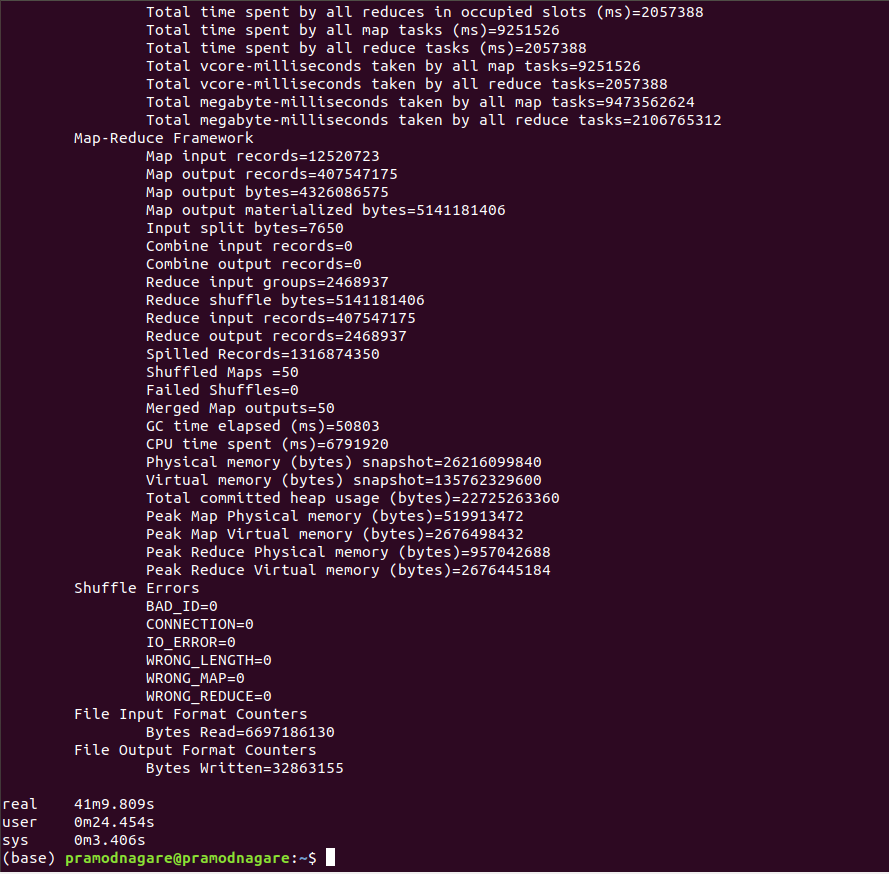 Total time spent by all reduces in occupied slots (ms)=2057388
Total time spent by all map tasks (ms)=9251526
Total time spent by all reduce tasks (ms)=2057388
Total vcore-milliseconds taken by all map tasks=9251526
Total vcore-milliseconds taken by all reduce tasks=2057388
Total megabyte-milliseconds taken by all map tasks=9473562624
Total megabyte-milliseconds taken by all reduce tasks=2106765312
Map-Reduce Framework
Map input records=12520723
Map output records=407547175
Map output bytes=4326086575
Map output materialized bytes=5141181406
Input split bytes=7650
Combine input records=0
Combine output records=0
Reduce input groups=2468937
Reduce shuffle bytes=5141181406
Reduce input records=407547175
Reduce output records=2468937
Spilled Records=1316874350
Shuffled Maps =50
Failed Shuffles=0
Merged Map outputs=50
GC time elapsed (ms)=50803
CPU time spent (ms)=6791920
Physical memory (bytes) snapshot=26216099840
Virtual memory (bytes) snapshot=135762329600
Total committed heap usage (bytes)=22725263360
Peak Map Physical memory (bytes)=519913472
Peak Map Virtual memory (bytes)=2676498432
Peak Reduce Physical memory (bytes)=957042688
Peak Reduce Virtual memory (bytes)=2676445184
Shuffle Errors
BAD_ID=0
CONNECTION=0
IO_ERROR=0
WRONG_LENGTH=0
WRONG_MAP=0
WRONG_REDUCE=0
File Input Format Counters
Bytes Read=6697186130
File Output Format Counters
Bytes Written=32863155
real 41m9.809s
user 0m24.454s
sys 0m3.406s
(base) pramodnagare@pramodnagare:~$